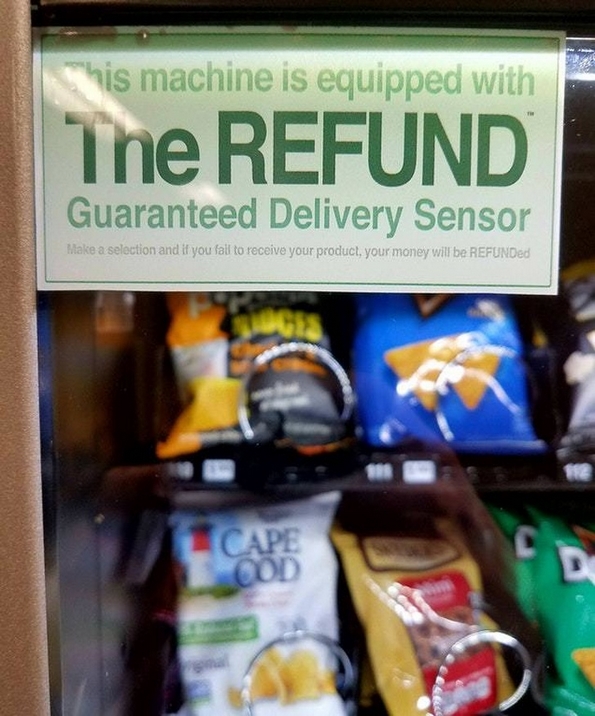 This machine is equipped with
The REFUND™
Guaranteed Delivery Sensor
Make a selection and if you fail to receive your product, your money will be REFUNDed
111
112
CAPE
COD